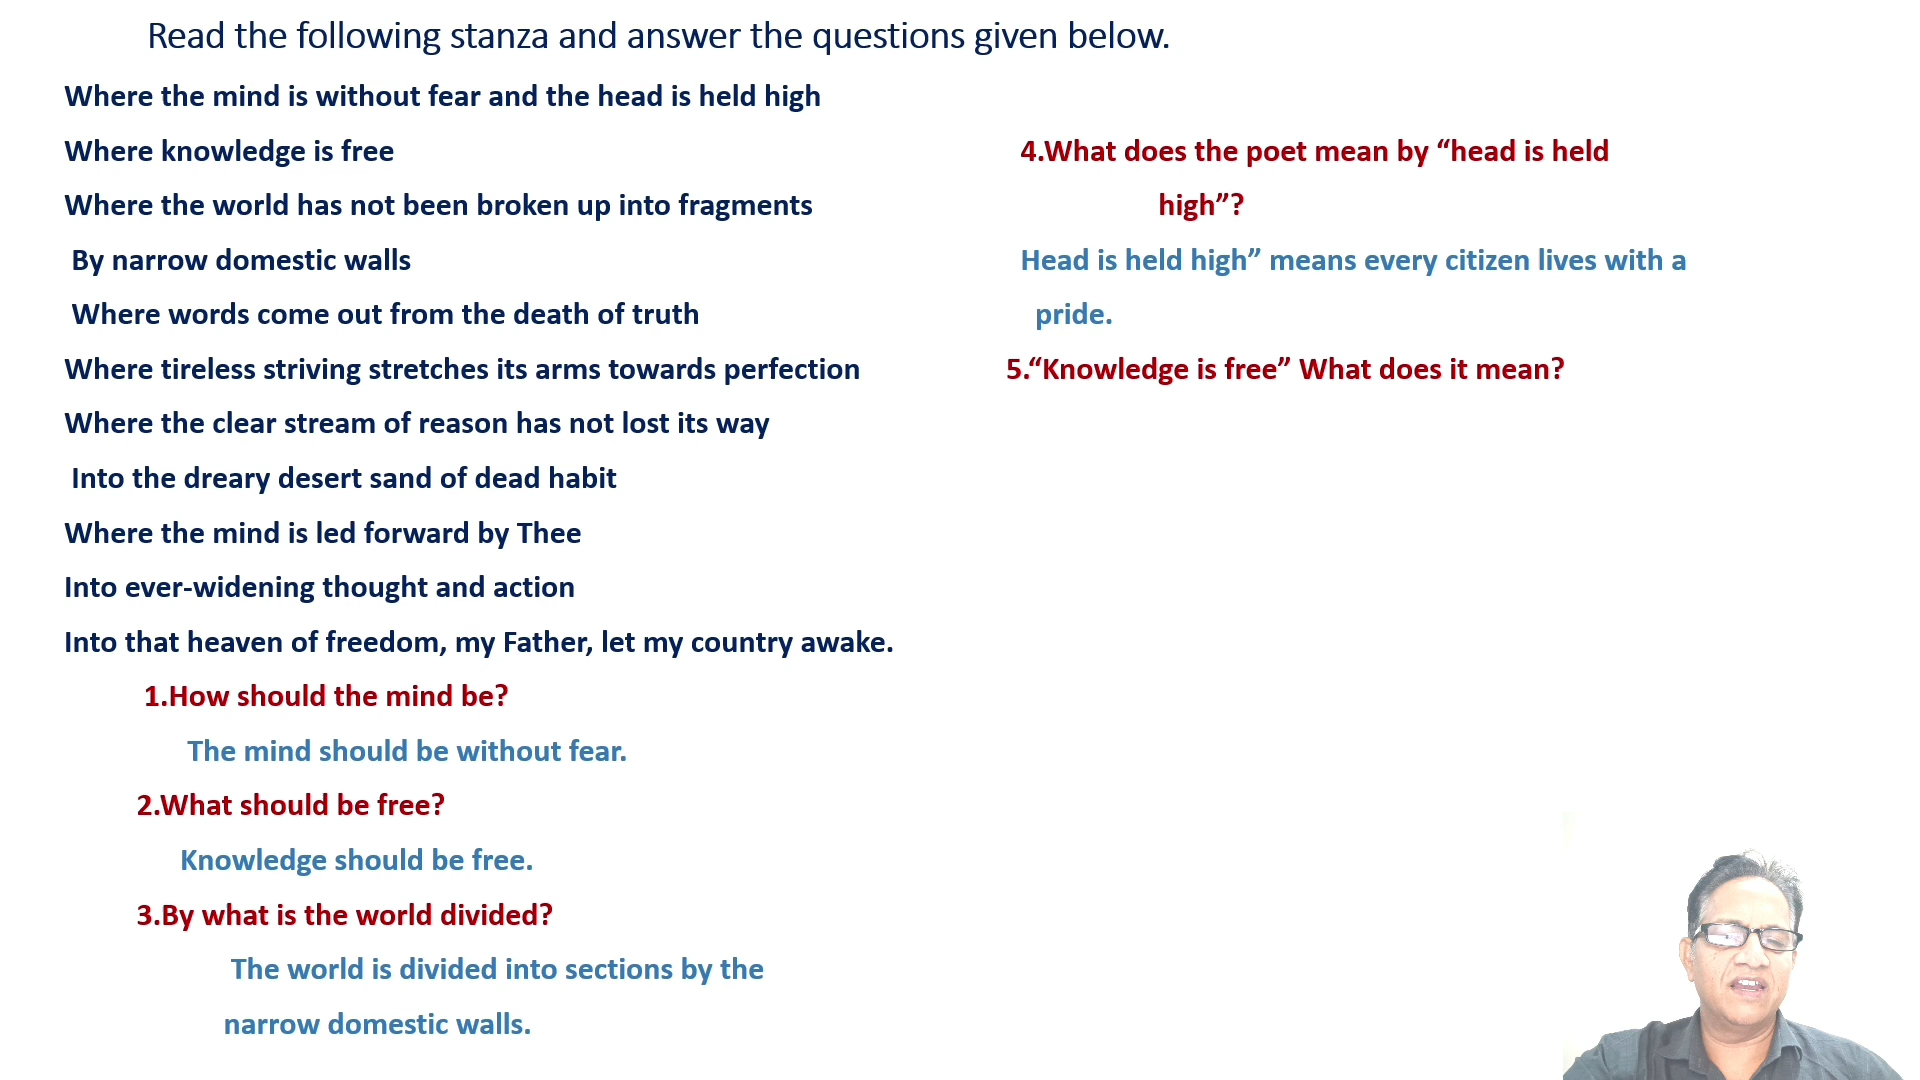 Read the following stanza and answer the questions given below.
Where the mind is without fear and the head is held high
Where knowledge is free
Where the world has not been broken up into fragments
By narrow domestic walls
Where words come out from the death of truth
Where tireless striving stretches its arms towards perfection
Where the clear stream of reason has not lost its way
Into the dreary desert sand of dead habit
Where the mind is led forward by Thee
Into ever-widening thought and action
Into that heaven of freedom, my Father, let my country awake.
1.How should the mind be?
The mind should be without fear.
2.What should be free?
Knowledge should be free.
3.By what is the world divided?
The world is divided into sections by the
narrow domestic walls.
4.What does the poet mean by “head is held
high”?
Head is held high” means every citizen lives with a
pride.
5.“Knowledge is free” What does it mean?